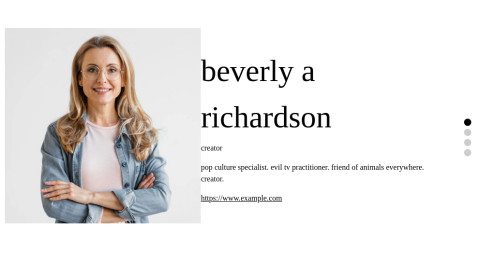 beverly a
richardson
creator
pop culture specialist. evil tv practitioner. friend of animals everywhere.
creator.
https://www.example.com